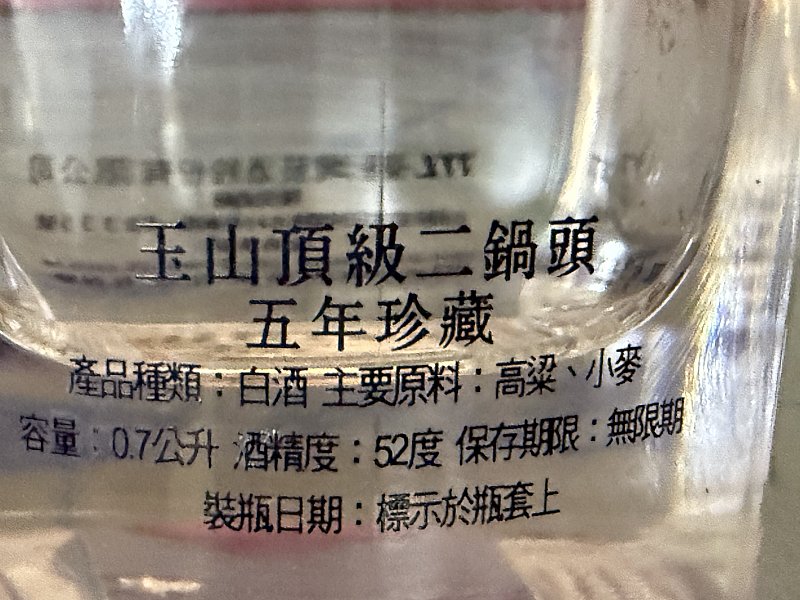 玉山頂級二鍋頭
五年珍藏
產品種類：白酒 主要原料：高粱、小麥
容量：0.7公升 酒精度：52度 保存期限：無限期
裝瓶日期：標示於瓶套上